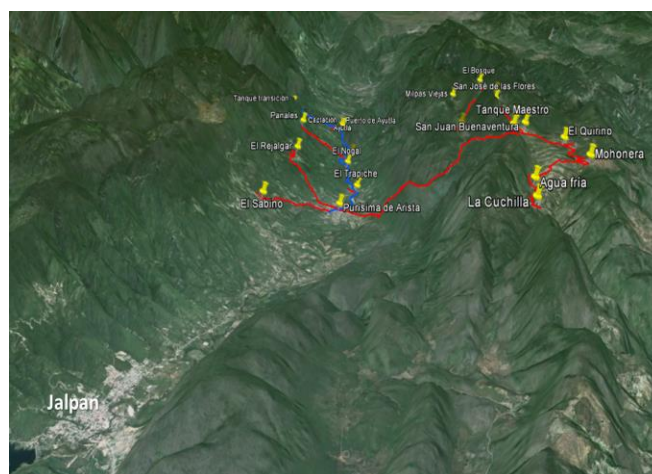 El Bosque
Tanque transición
Milpas Viejas
San José de las Flores
Panales
Puerto de Ayutla
Tanque Maestro
San Juan Buenaventura
El Quirino
El Rejalgar
El Nogal
Mohonera
El Trapiche
Agua fria
El Sabino
Purísima de Arista
La Cuchilla
Jalpan